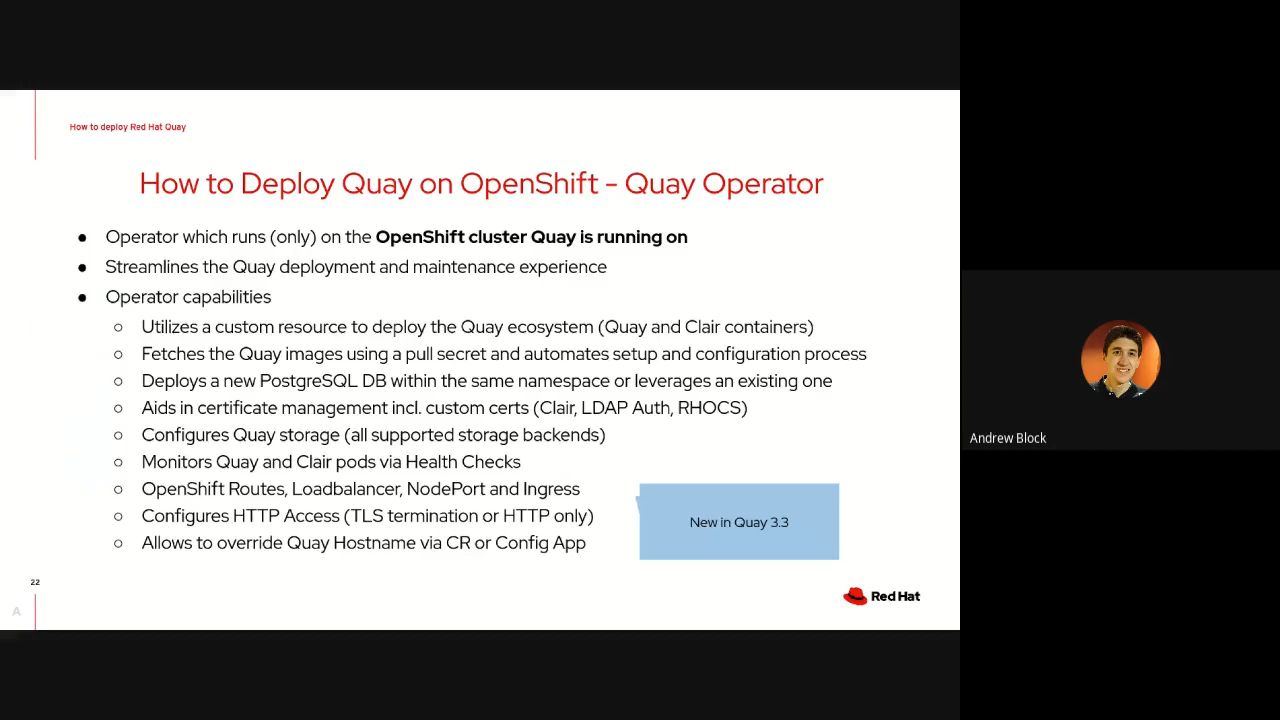 How to deploy Red Hat Quay
How to Deploy Quay on OpenShift - Quay Operator
● Operator which runs (only) on the OpenShift cluster Quay is running on
● Streamlines the Quay deployment and maintenance experience
● Operator capabilities
○ Utilizes a custom resource to deploy the Quay ecosystem (Quay and Clair containers)
○ Fetches the Quay images using a pull secret and automates setup and configuration process
○ Deploys a new PostgreSQL DB within the same namespace or leverages an existing one
○ Aids in certificate management incl. custom certs (Clair, LDAP Auth, RHOCS)
○ Configures Quay storage (all supported storage backends)
○ Monitors Quay and Clair pods via Health Checks
○ OpenShift Routes, Loadbalancer, NodePort and Ingress
○ Configures HTTP Access (TLS termination or HTTP only)
○ Allows to override Quay Hostname via CR or Config App
New in Quay 3.3
22
A
Red Hat
Andrew Block